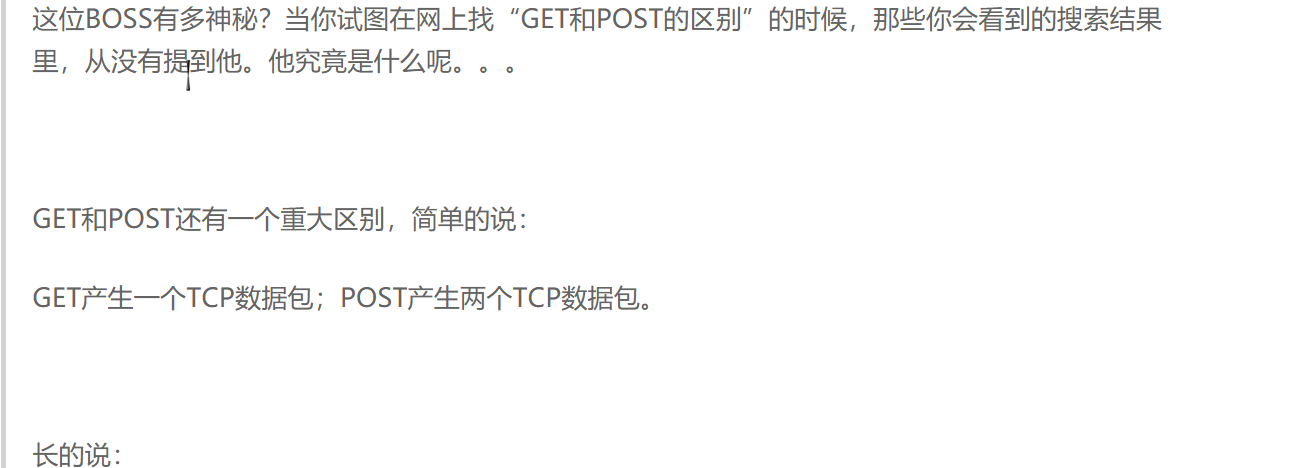 这位BOSS有多神秘？当你试图在网上找“GET和POST的区别”的时候，那些你会看到的搜索结果
里，从没有提到他。他究竟是什么呢。。。
GET和POST还有一个重大区别，简单的说：
GET产生一个TCP数据包；POST产生两个TCP数据包。
长的说：